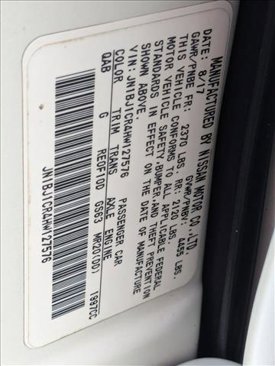 MANUFACTURED BY NISSAN MOTOR CO., LTD.
8/17 GVWR/PNBV: 4455 LBS.
GAWR/PNBE FR: 2370 LBS. RR: 2120 LBS.
THIS VEHICLE CONFORMS TO ALL APPLICABLE U.S. FEDERAL
MOTOR VEHICLE SAFETY, BUMPER, AND THEFT PREVENTION
STANDARDS IN EFFECT ON THE DATE OF MANUFACTURE
SHOWN ABOVE.
VIN: JN1BJ1CR4HW127576 PASSENGER CAR
COLOR TRIM TRANS AXLE ENGINE
QAB G RE0F10D GS63 MR20(DD) 1997CC
JN1BJ1CR4HW127576